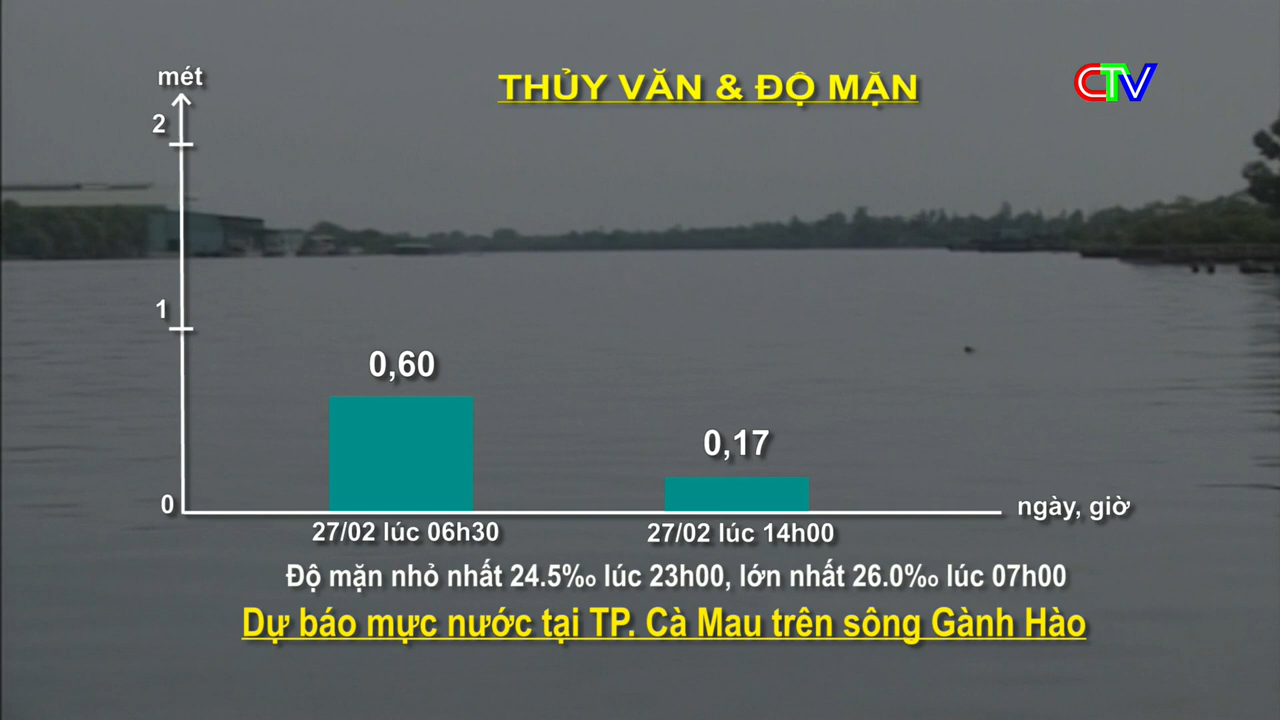 THỦY VĂN & ĐỘ MẶN
CTV
mét
2
1
0
0,60
0,17
27/02 lúc 06h30
27/02 lúc 14h00
ngày, giờ
Độ mặn nhỏ nhất 24.5‰ lúc 23h00, lớn nhất 26.0‰ lúc 07h00
Dự báo mực nước tại TP. Cà Mau trên sông Gành Hào